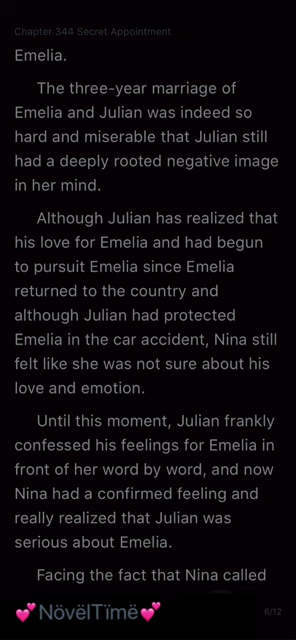 Chapter 344 Secret Appointment
Emelia.
The three-year marriage of
Emelia and Julian was indeed so
hard and miserable that Julian still
had a deeply rooted negative image
in her mind.
Although Julian has realized that
his love for Emelia and had begun
to pursuit Emelia since Emelia
returned to the country and
although Julian had protected
Emelia in the car accident, Nina still
felt like she was not sure about his
love and emotion.
Until this moment, Julian frankly
confessed his feelings for Emelia in
front of her word by word, and now
Nina had a confirmed feeling and
really realized that Julian was
serious about Emelia.
Facing the fact that Nina called
💕NövëlTïmë💕
6/12